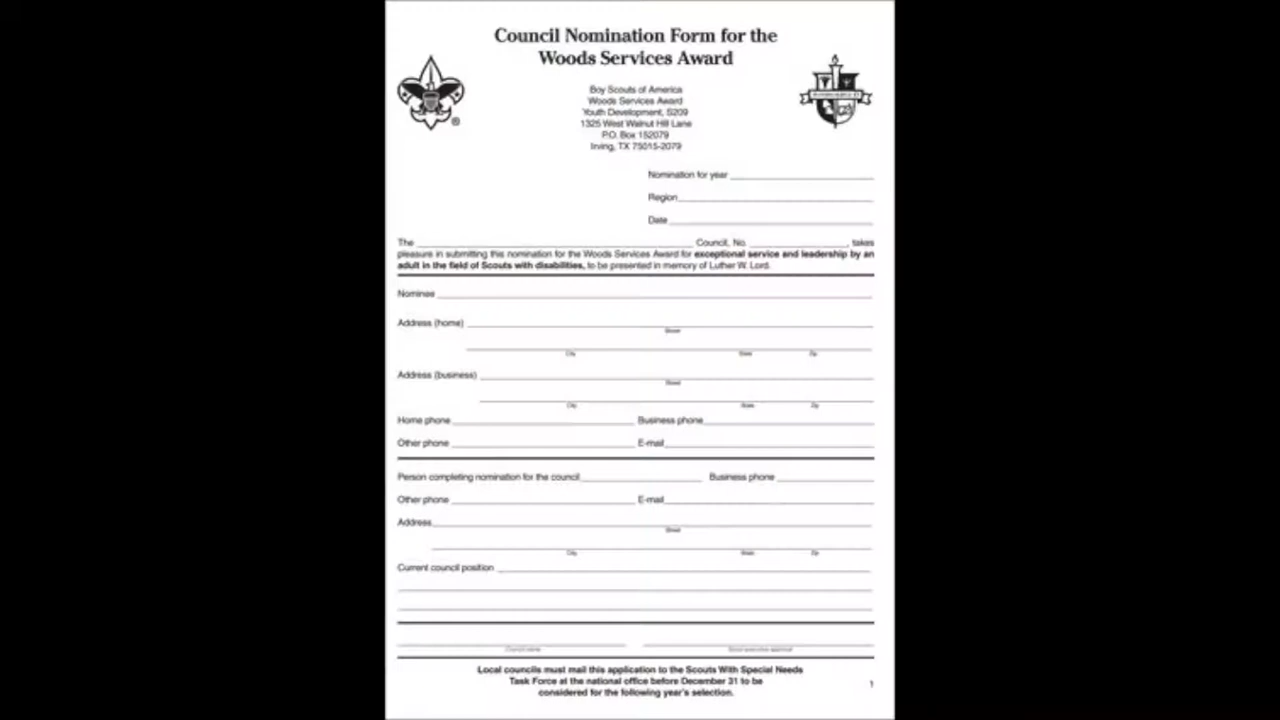 Council Nomination Form for the
Woods Services Award
Boy Scouts of America
Woods Services Award
Youth Development, S209
1325 West Walnut Hill Lane
P.O. Box 152079
Irving, TX 75015-2079
®
Nomination for year
Region
Date
The Council, No. , takes
pleasure in submitting this nomination for the Woods Services Award for exceptional service and leadership by an
adult in the field of Scouts with disabilities, to be presented in memory of Luther W. Lord.
Nominee
Address (home)
Street
City State Zip
Address (business)
Street
City State Zip
Home phone Business phone
Other phone E-mail
Person completing nomination for the council Business phone
Other phone E-mail
Address
Street
City State Zip
Current council position
Council name Scout executive approval
Local councils must mail this application to the Scouts With Special Needs
Task Force at the national office before December 31 to be
considered for the following year's selection.
1